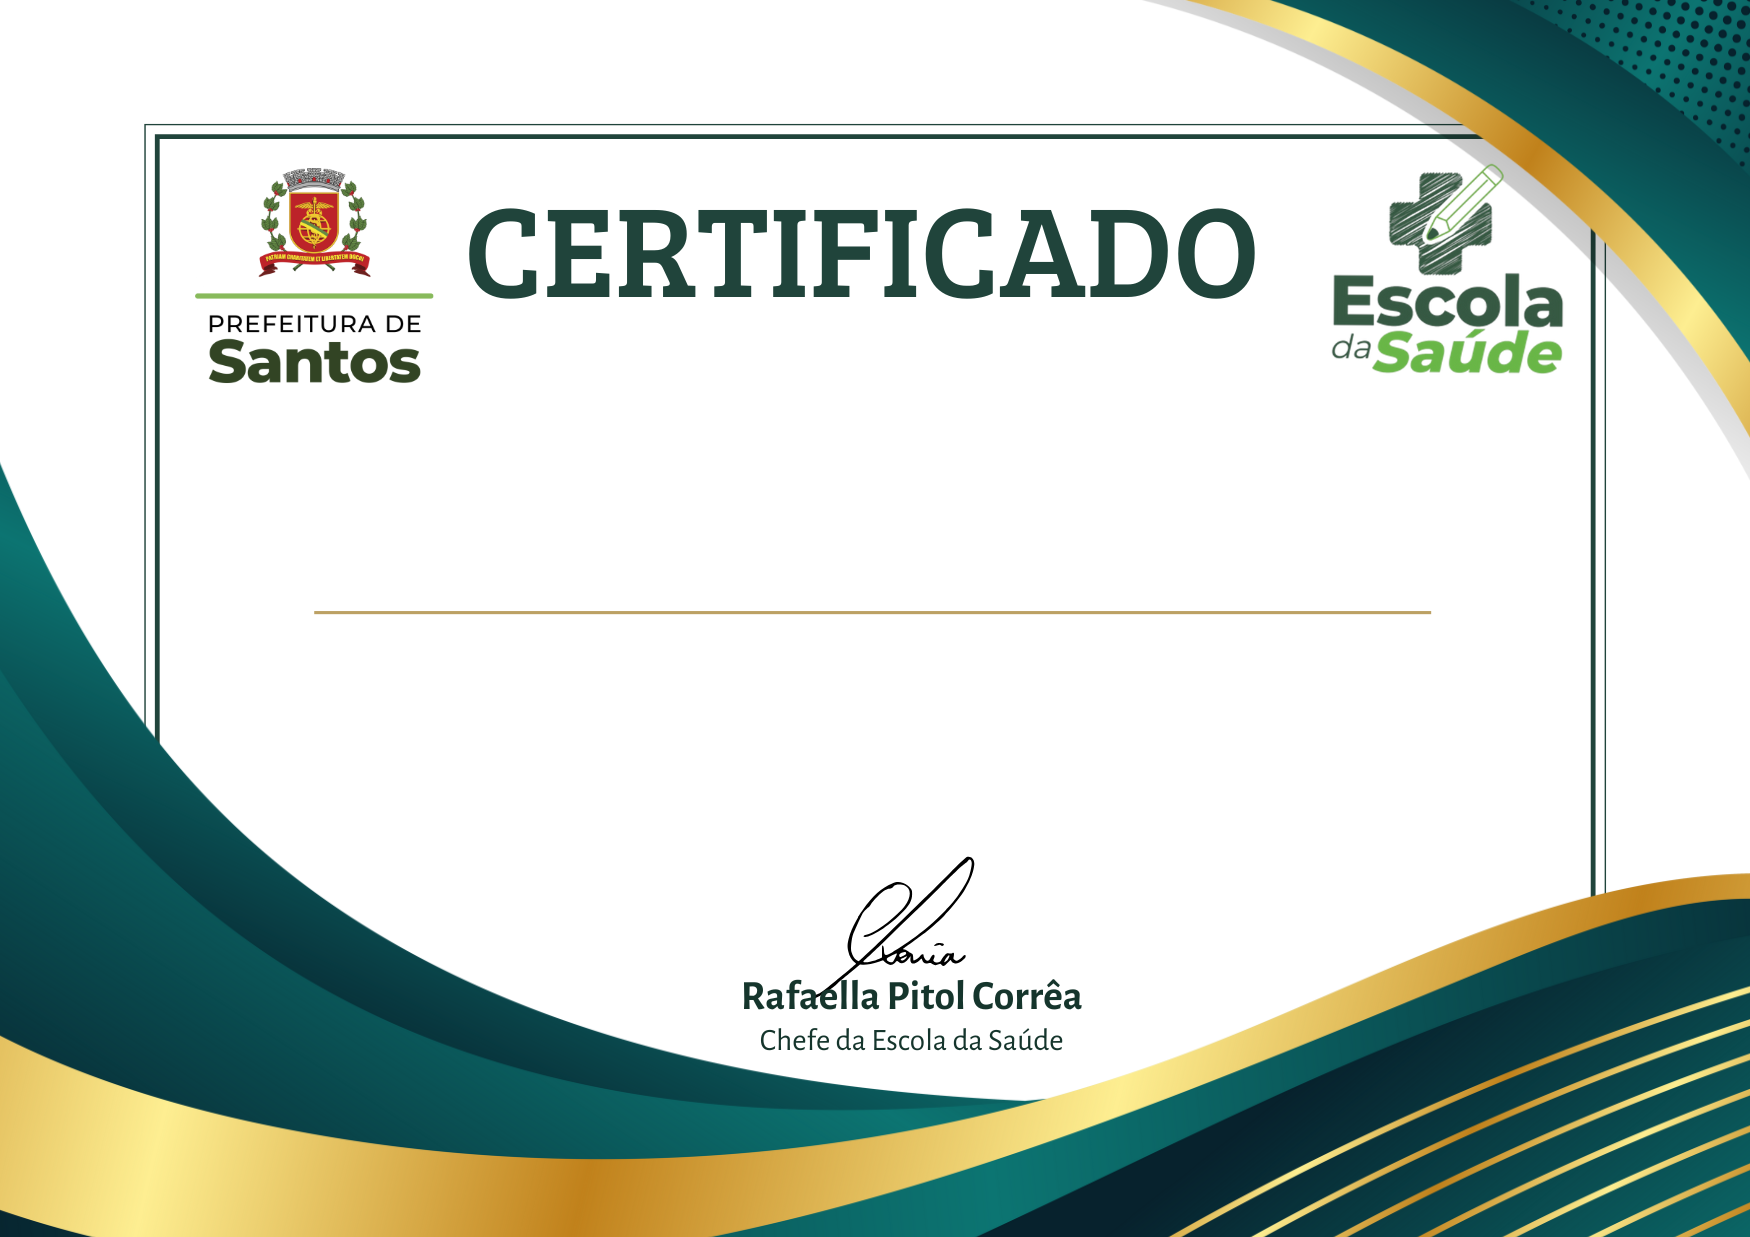 CERTIFICADO
PATRIAM CHARITATEM ET LIBERTATEM DOCUI
PREFEITURA DE
Santos
Escola
da Saúde
Rafaella Pitol Corrêa
Chefe da Escola da Saúde